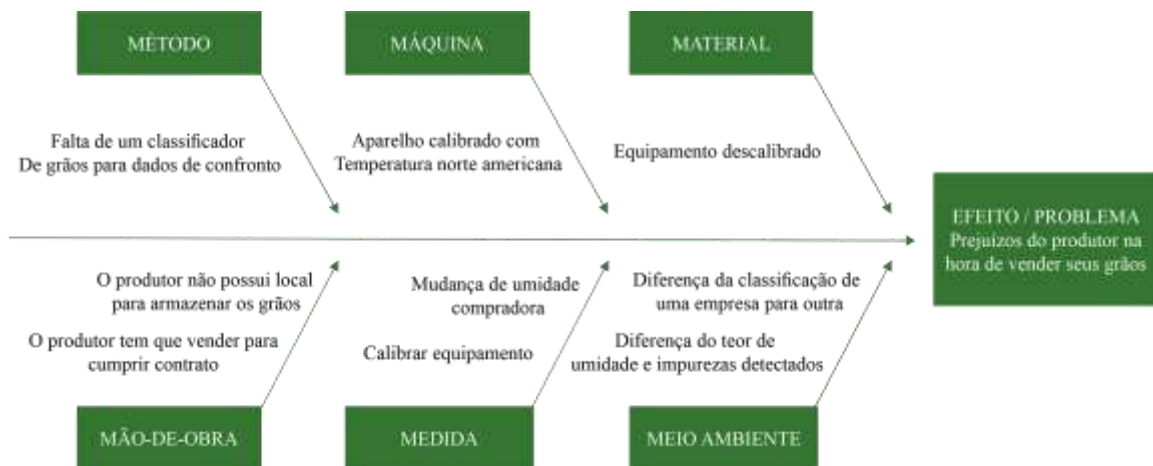 MÉTODO
MÁQUINA
MATERIAL
Falta de um classificador
De grãos para dados de confronto
Aparelho calibrado com
Temperatura norte americana
Equipamento descalibrado
EFEITO / PROBLEMA
Prejuízos do produtor na
hora de vender seus grãos
O produtor não possui local
para armazenar os grãos
O produtor tem que vender para
cumprir contrato
Mudança de umidade
compradora
Calibrar equipamento
Diferença da classificação de
uma empresa para outra
Diferença do teor de
umidade e impurezas detectados
MÃO-DE-OBRA
MEDIDA
MEIO AMBIENTE